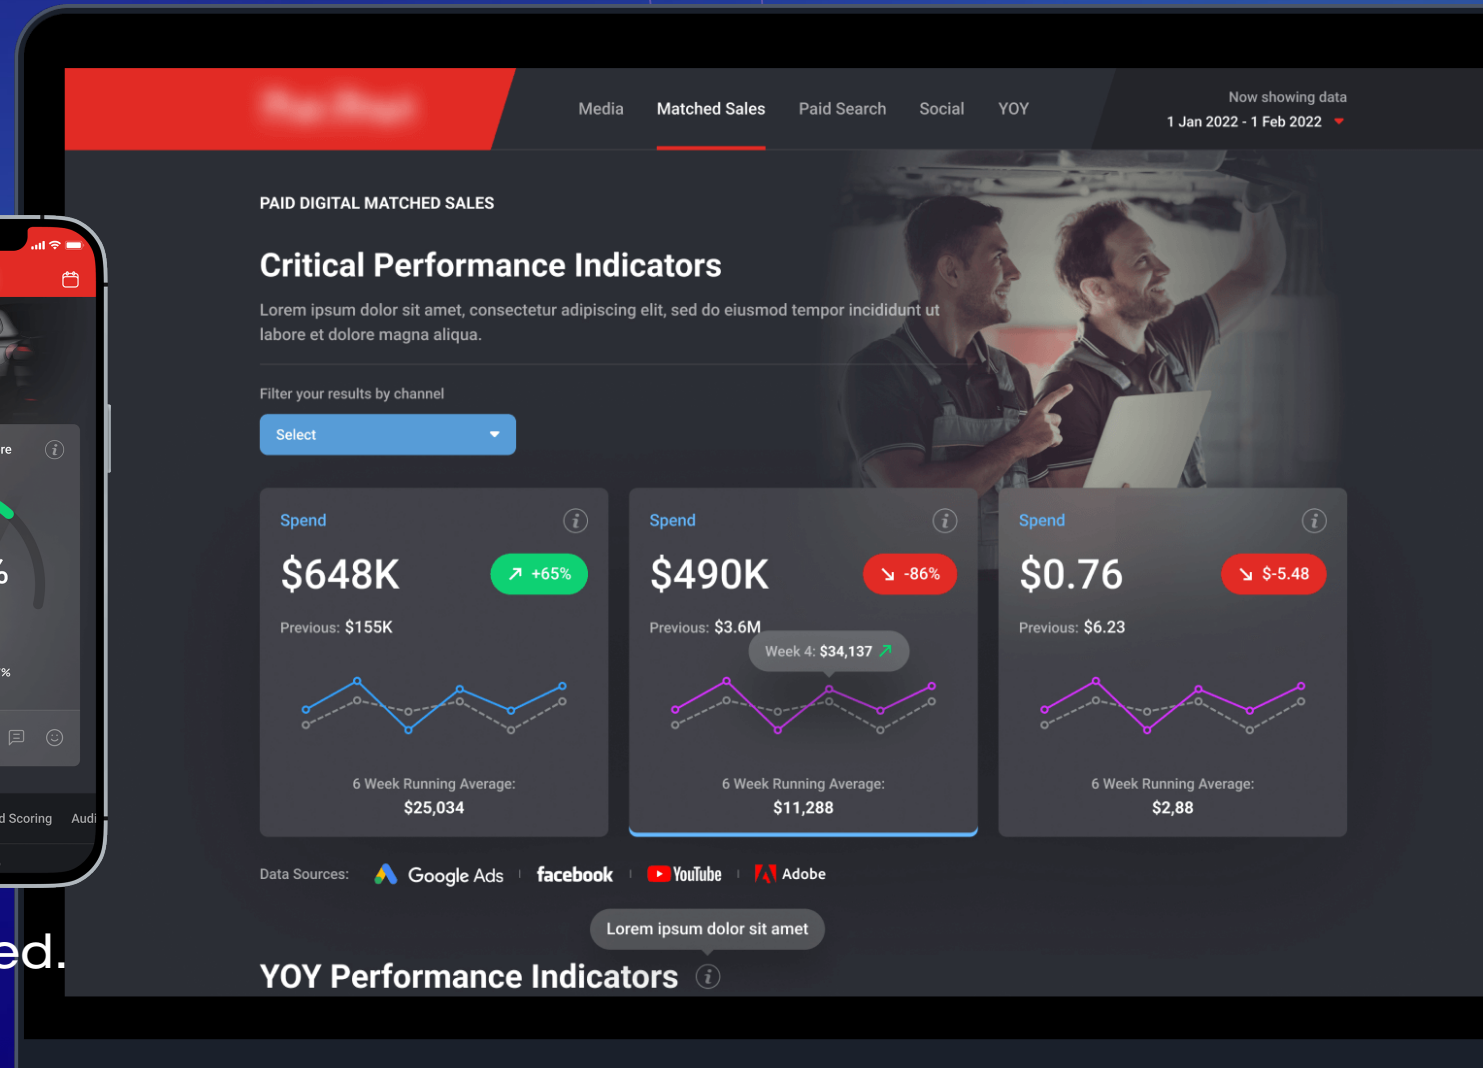 Media
Matched Sales
Paid Search
Social
YOY
Now showing data
1 Jan 2022 - 1 Feb 2022
PAID DIGITAL MATCHED SALES
Critical Performance Indicators
Lorem ipsum dolor sit amet, consectetur adipiscing elit, sed do eiusmod tempor incididunt ut
labore et dolore magna aliqua.
Filter your results by channel
Select
Spend
$648K
+65%
Previous: $155K
6 Week Running Average:
$25,034
Spend
$490K
-86%
Previous: $3.6M
Week 4: $34,137
6 Week Running Average:
$11,288
Spend
$0.76
$-5.48
Previous: $6.23
6 Week Running Average:
$2,88
Data Sources:
Google Ads
facebook
YouTube
Adobe
Lorem ipsum dolor sit amet
YOY Performance Indicators
re
%
%
d Scoring
Audi
ed.